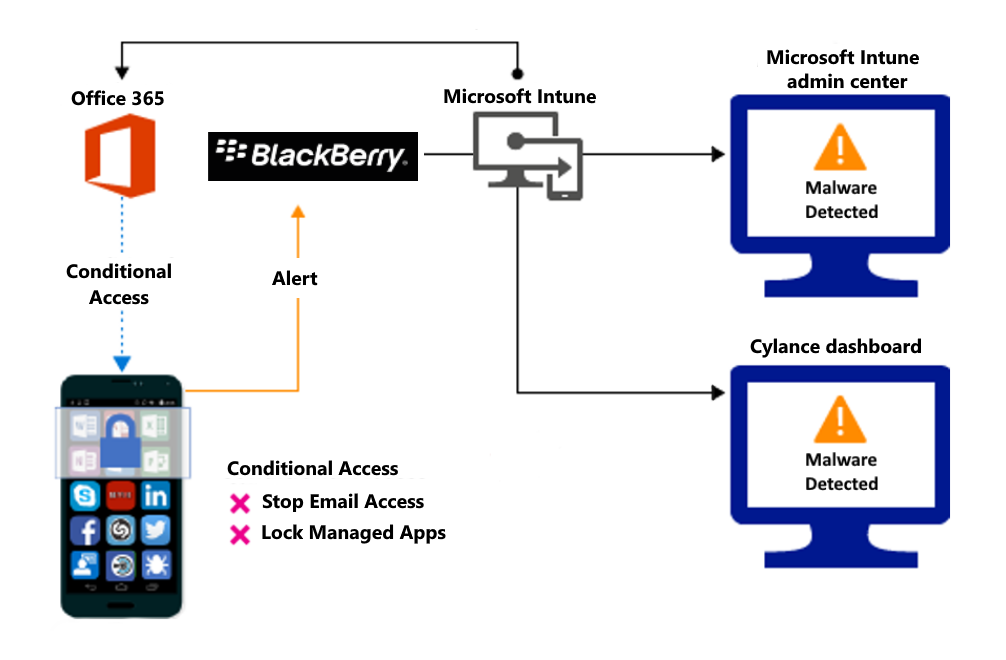 Microsoft Intune
admin center
Office 365
Microsoft Intune
BlackBerry
Malware
Detected
Conditional
Access
Alert
Cylance dashboard
Malware
Detected
Conditional Access
Stop Email Access
Lock Managed Apps